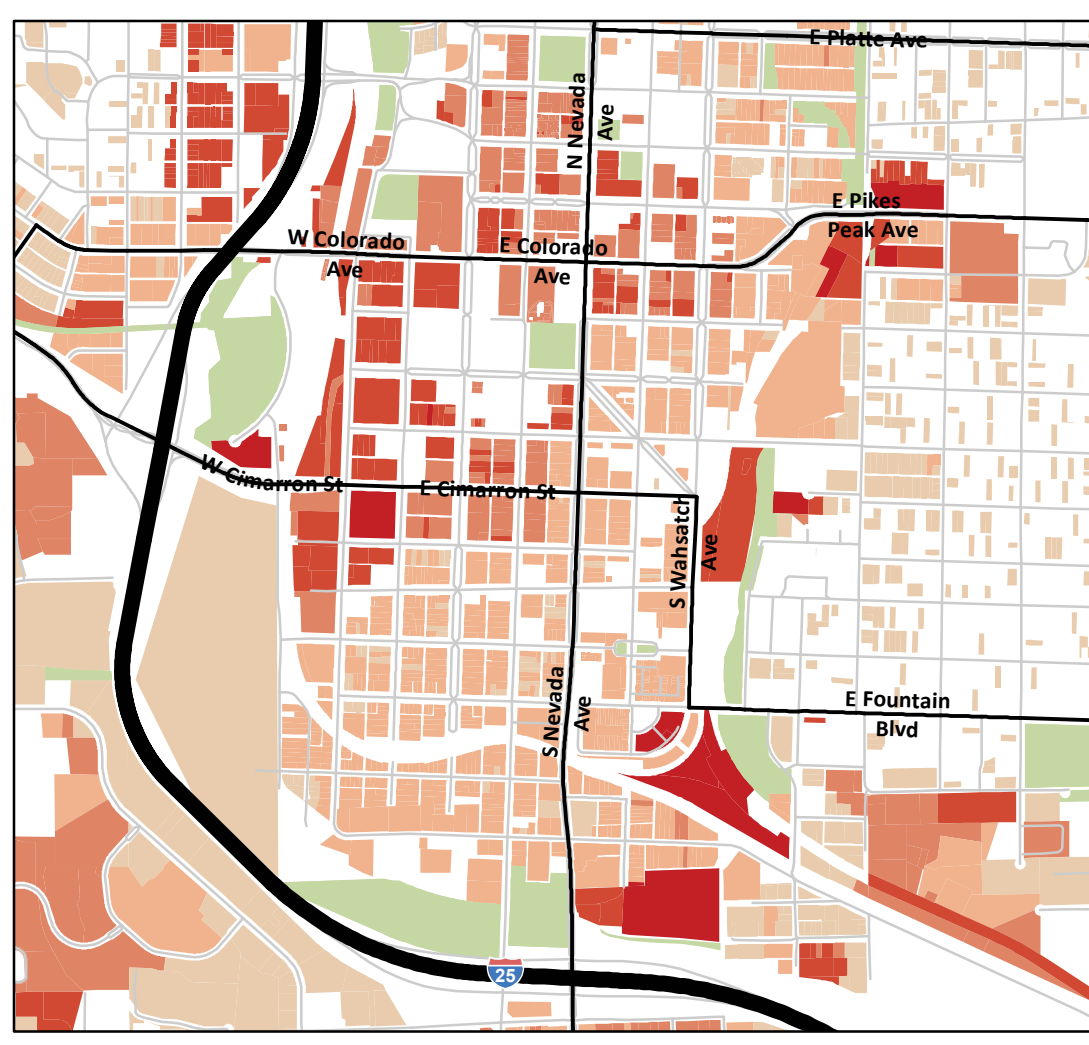 E Platte Ave
N Nevada
Ave
E Pikes
Peak Ave
W Colorado
Ave
E Colorado
Ave
W Cimarron St
E Cimarron St
S Wahsatch
Ave
S Nevada
Ave
E Fountain
Blvd
25